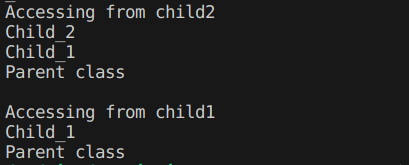 Accessing from child2
Child_2
Child_1
Parent class
Accessing from child1
Child_1
Parent class